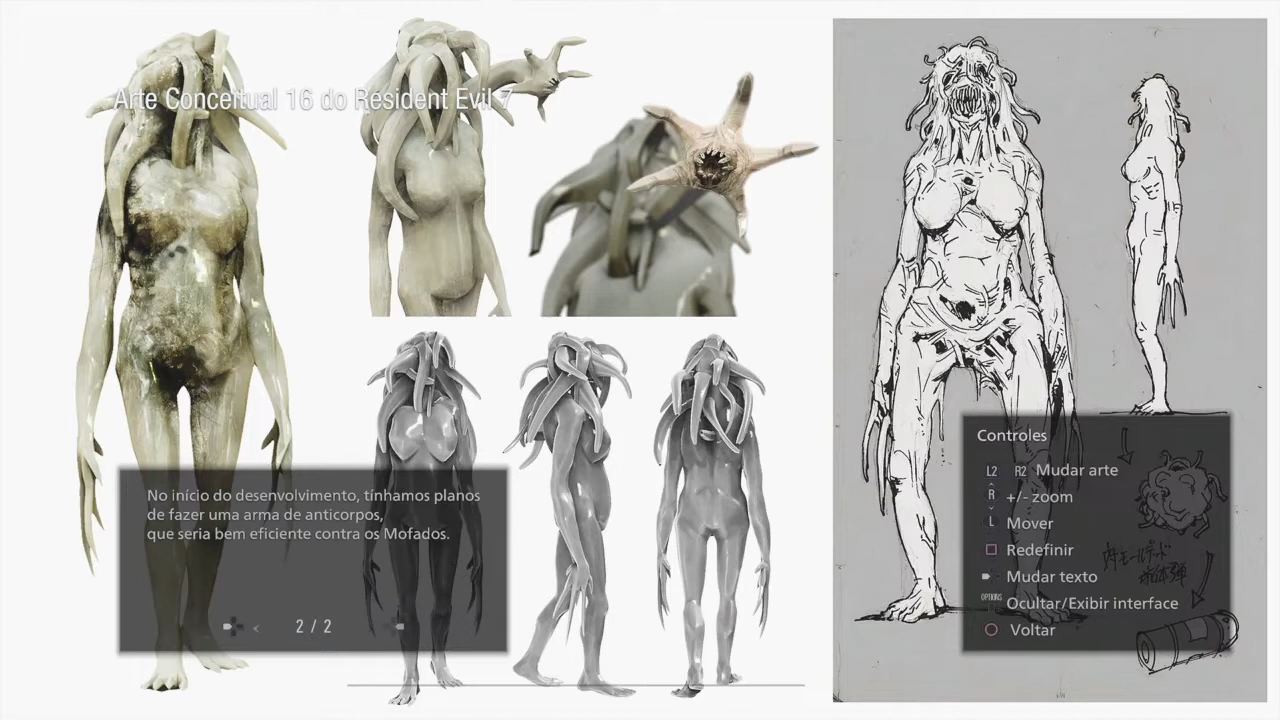 Arte Conceitual 16 do Resident Evil 7
No início do desenvolvimento, tínhamos planos
de fazer uma arma de anticorpos,
que seria bem eficiente contra os Mofados.
2 / 2
Controles
L2 R2 Mudar arte
R +/- zoom
L Mover
Redefinir
Mudar texto
OPTIONS Ocultar/Exibir interface
Voltar